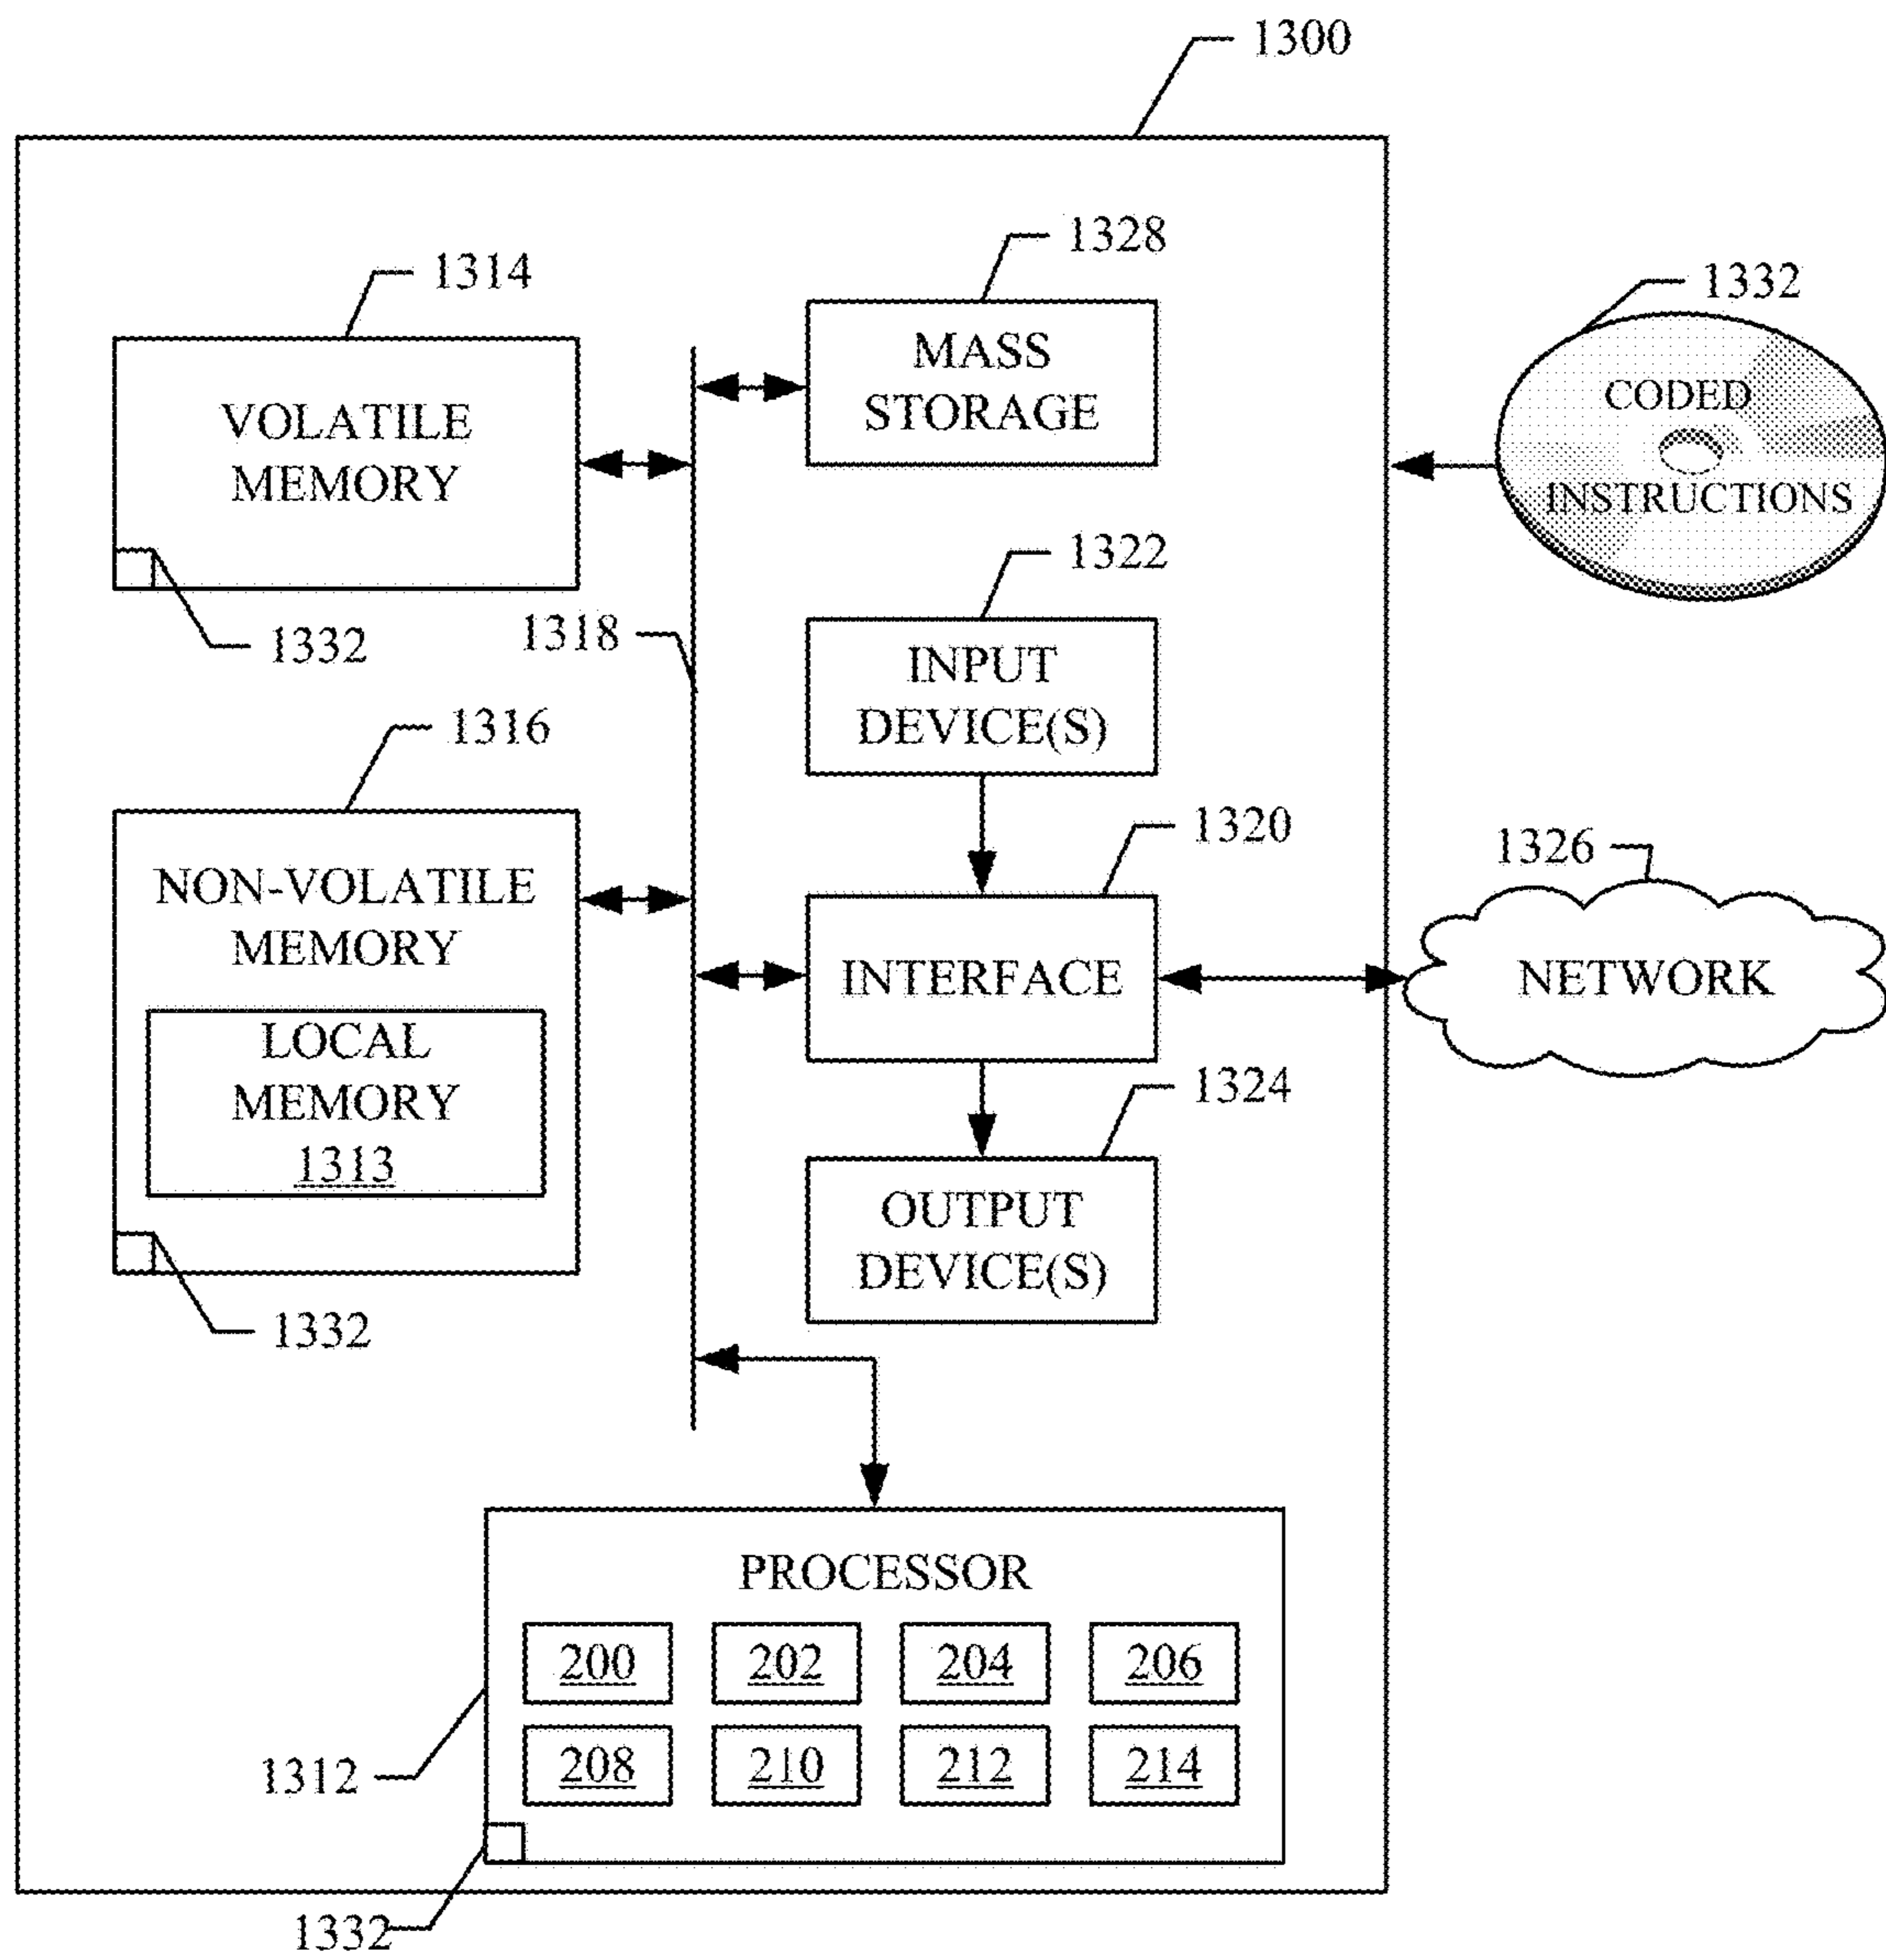 1300
1328
1314
1332
MASS
STORAGE
VOLATILE
MEMORY
CODED
INSTRUCTIONS
1322
1332
1318
INPUT
DEVICE(S)
1316
1320
1326
NON-VOLATILE
MEMORY
INTERFACE
NETWORK
LOCAL
MEMORY
1313
1324
OUTPUT
DEVICE(S)
1332
PROCESSOR
200 202 204 206
208 210 212 214
1312
1332